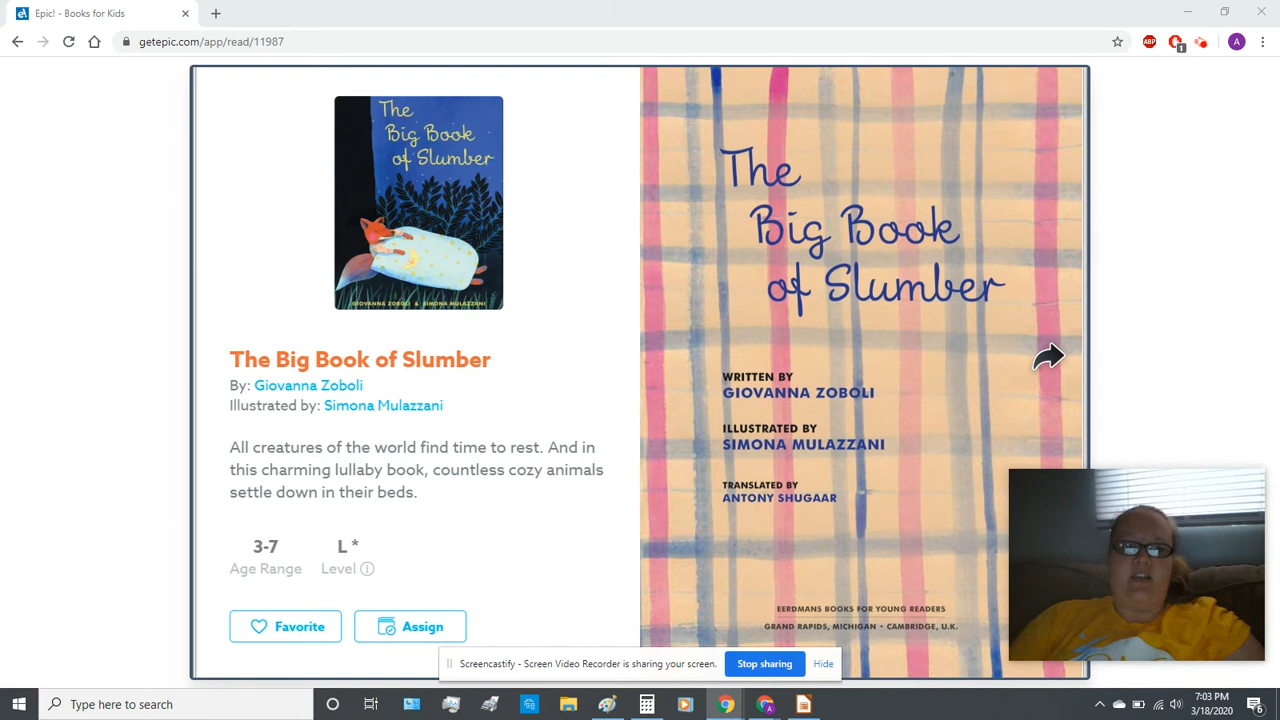 Epic! - Books for Kids
getepic.com/app/read/11987
ABP
1
A
The
Big Book
of Slumber
GIOVANNA ZOBOLI & SIMONA MULAZZANI
The Big Book of Slumber
By: Giovanna Zoboli
Illustrated by: Simona Mulazzani
All creatures of the world find time to rest. And in
this charming lullaby book, countless cozy animals
settle down in their beds.
3-7
L *
Age Range
Level
Favorite
Assign
The
Big Book
of Slumber
WRITTEN BY
GIOVANNA ZOBOLI
ILLUSTRATED BY
SIMONA MULAZZANI
TRANSLATED BY
ANTONY SHUGAAR
EERDMANS BOOKS FOR YOUNG READERS
GRAND RAPIDS, MICHIGAN • CAMBRIDGE, U.K.
Screencastify - Screen Video Recorder is sharing your screen.
Stop sharing
Hide
Type here to search
7:03 PM
3/18/2020
6